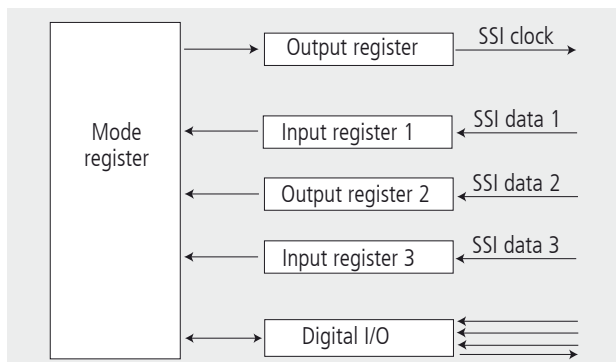 Output register
SSI clock
Mode
register
Input register 1
SSI data 1
Output register 2
SSI data 2
Input register 3
SSI data 3
Digital I/O